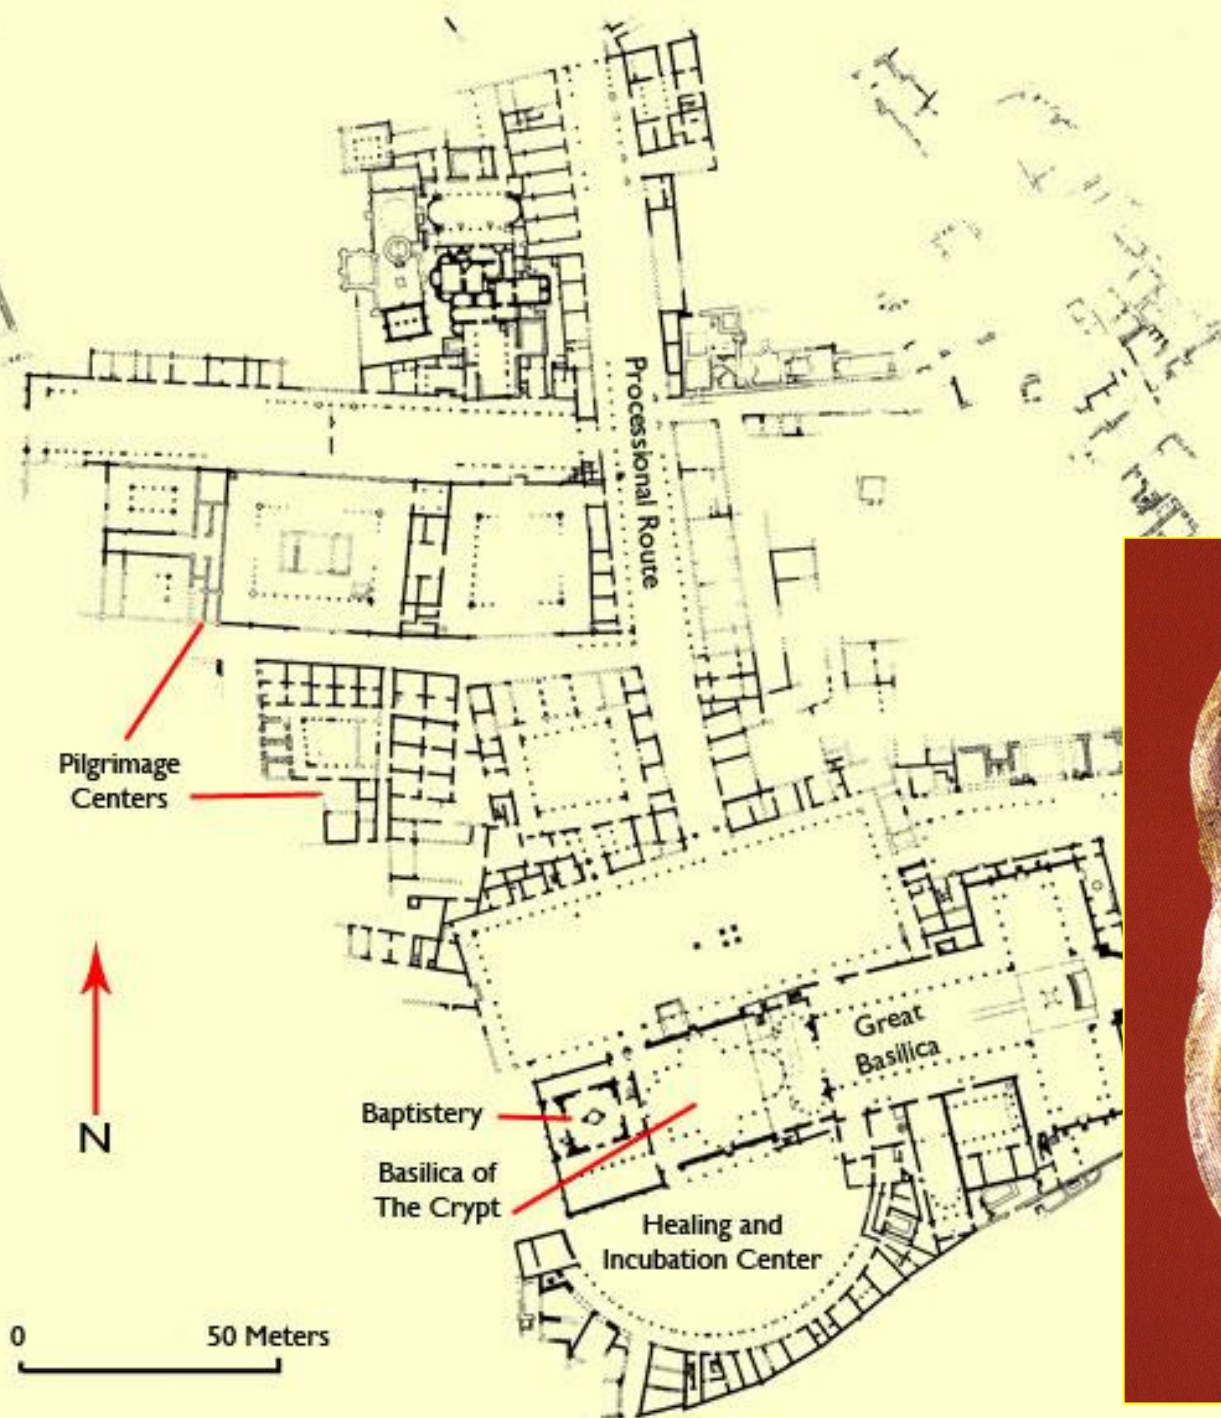 Processional Route
Pilgrimage
Centers
Great
Basilica
N
Baptistery
Basilica of
The Crypt
Healing and
Incubation Center
0 50 Meters